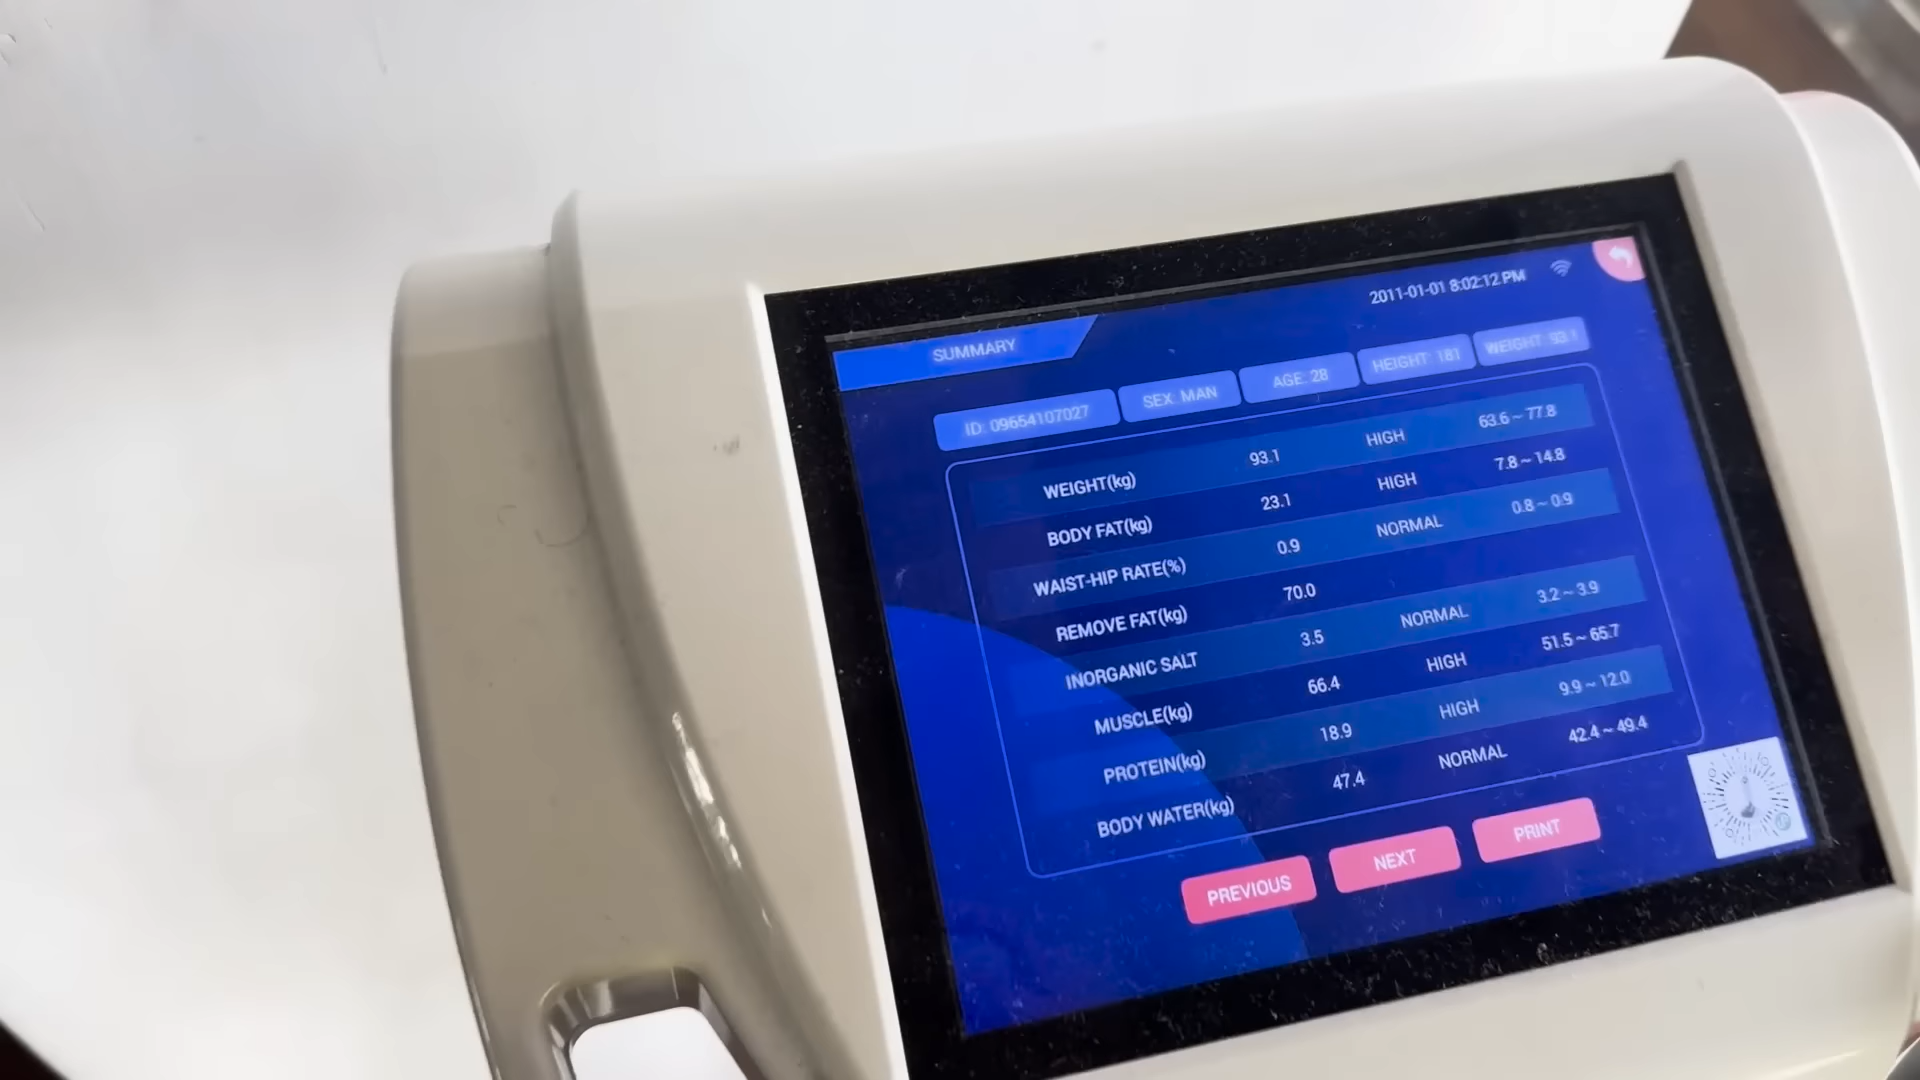 2011-01-01 8:02:12 PM
SUMMARY
ID: 09654107027 SEX: MAN AGE: 28 HEIGHT: 181 WEIGHT: 93.1
WEIGHT(kg) 93.1 HIGH 63.6 ~ 77.8
BODY FAT(kg) 23.1 HIGH 7.8 ~ 14.8
WAIST-HIP RATE(%) 0.9 NORMAL 0.8 ~ 0.9
REMOVE FAT(kg) 70.0
INORGANIC SALT 3.5 NORMAL 3.2 ~ 3.9
MUSCLE(kg) 66.4 HIGH 51.5 ~ 65.7
PROTEIN(kg) 18.9 HIGH 9.9 ~ 12.0
BODY WATER(kg) 47.4 NORMAL 42.4 ~ 49.4
PREVIOUS NEXT PRINT